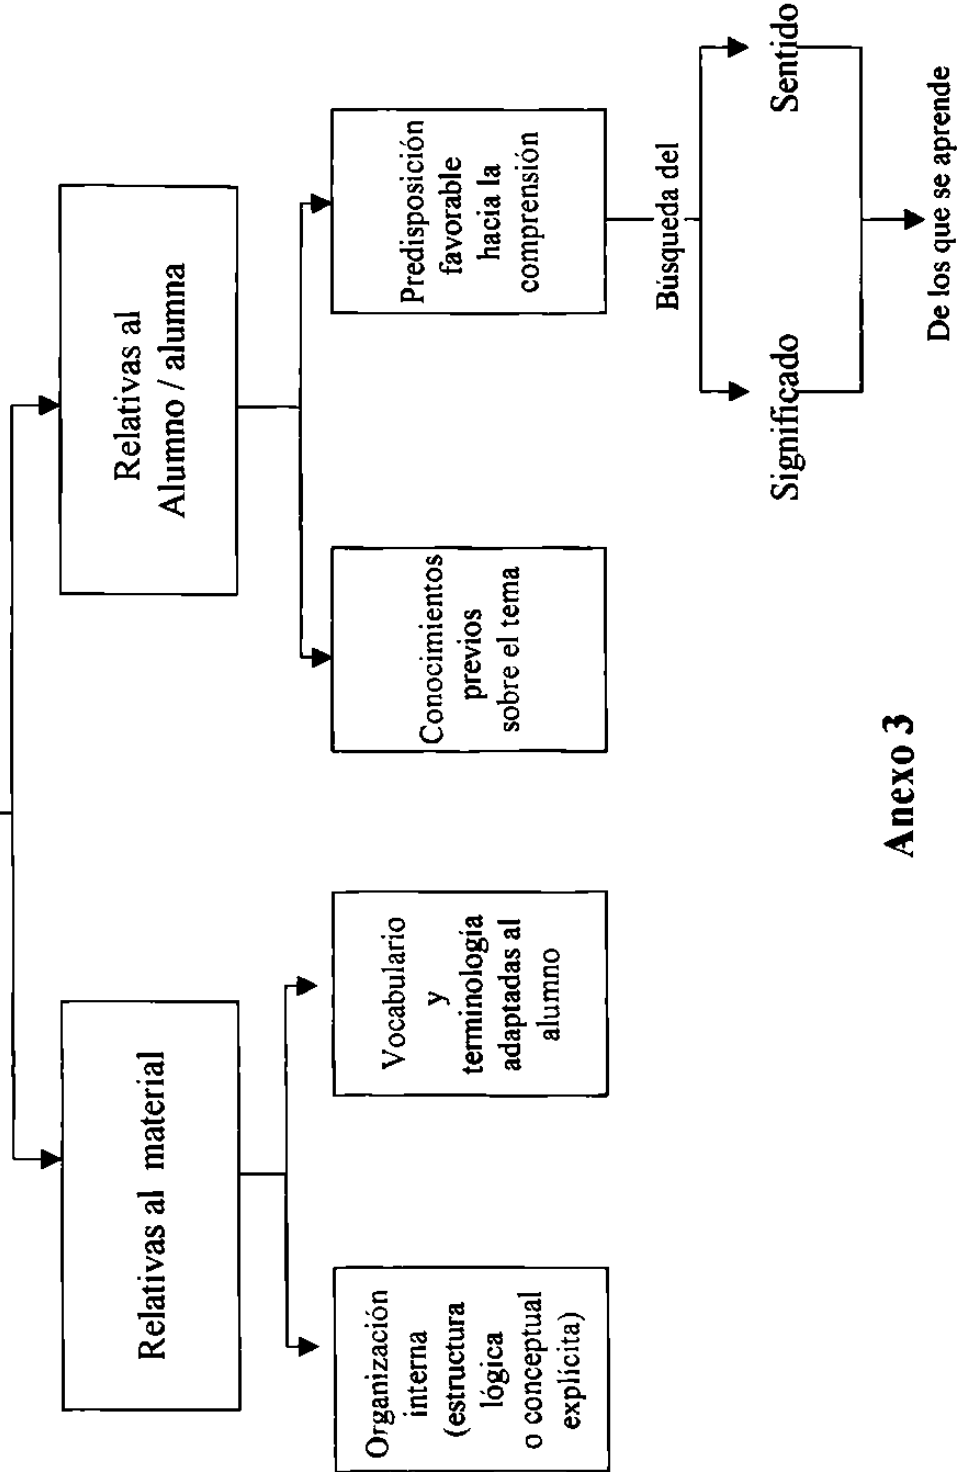 Relativas al material
Relativas al
Alumno / alumna
Organización
interna
(estructura
lógica
o conceptual
explícita)
Vocabulario
y
terminología
adaptadas al
alumno
Conocimientos
previos
sobre el tema
Predisposición
favorable
hacia la
comprensión
Búsqueda del
Significado
Sentido
De los que se aprende
Anexo 3